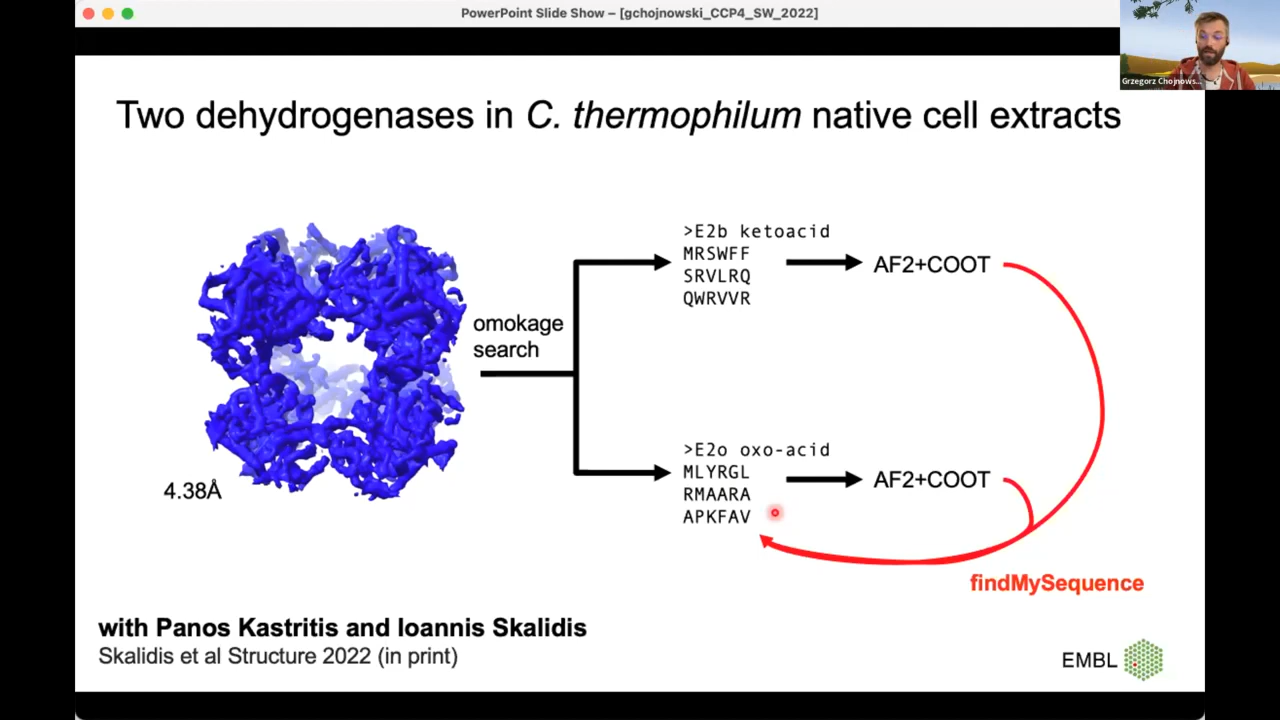 PowerPoint Slide Show – [gchojnowski_CCP4_SW_2022]
Grzegorz Chojnows...
Two dehydrogenases in C. thermophilum native cell extracts
>E2b ketoacid
MRSWFF
SRVLRQ
QWRVVR
AF2+COOT
omokage
search
>E2o oxo-acid
MLYRGL
RMAARA
APKFAV
AF2+COOT
4.38Å
findMySequence
with Panos Kastritis and Ioannis Skalidis
Skalidis et al Structure 2022 (in print)
EMBL